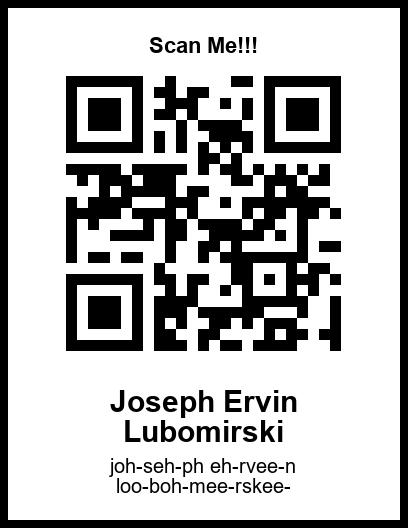 Scan Me!!!
Joseph Ervin
Lubomirski
joh-seh-ph eh-rvee-n
loo-boh-mee-rskee-